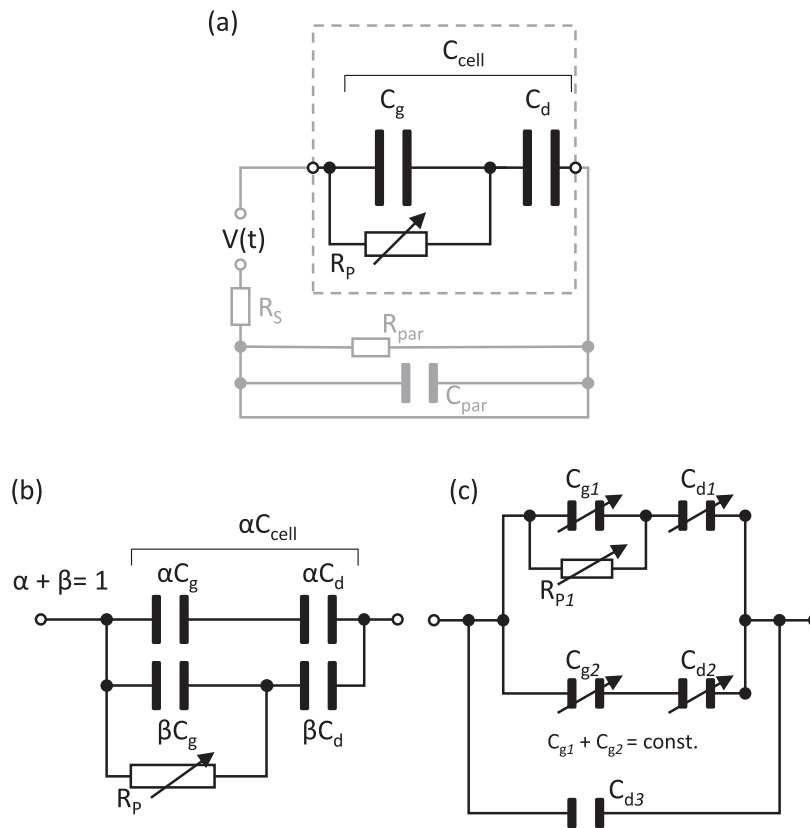 (a)
C_cell
C_g
C_d
V(t)
R_P
R_S
R_par
C_par
(b)
αC_cell
α + β= 1
αC_g
αC_d
βC_g
βC_d
R_P
(c)
C_g1
C_d1
R_P1
C_g2
C_d2
C_g1 + C_g2 = const.
C_d3